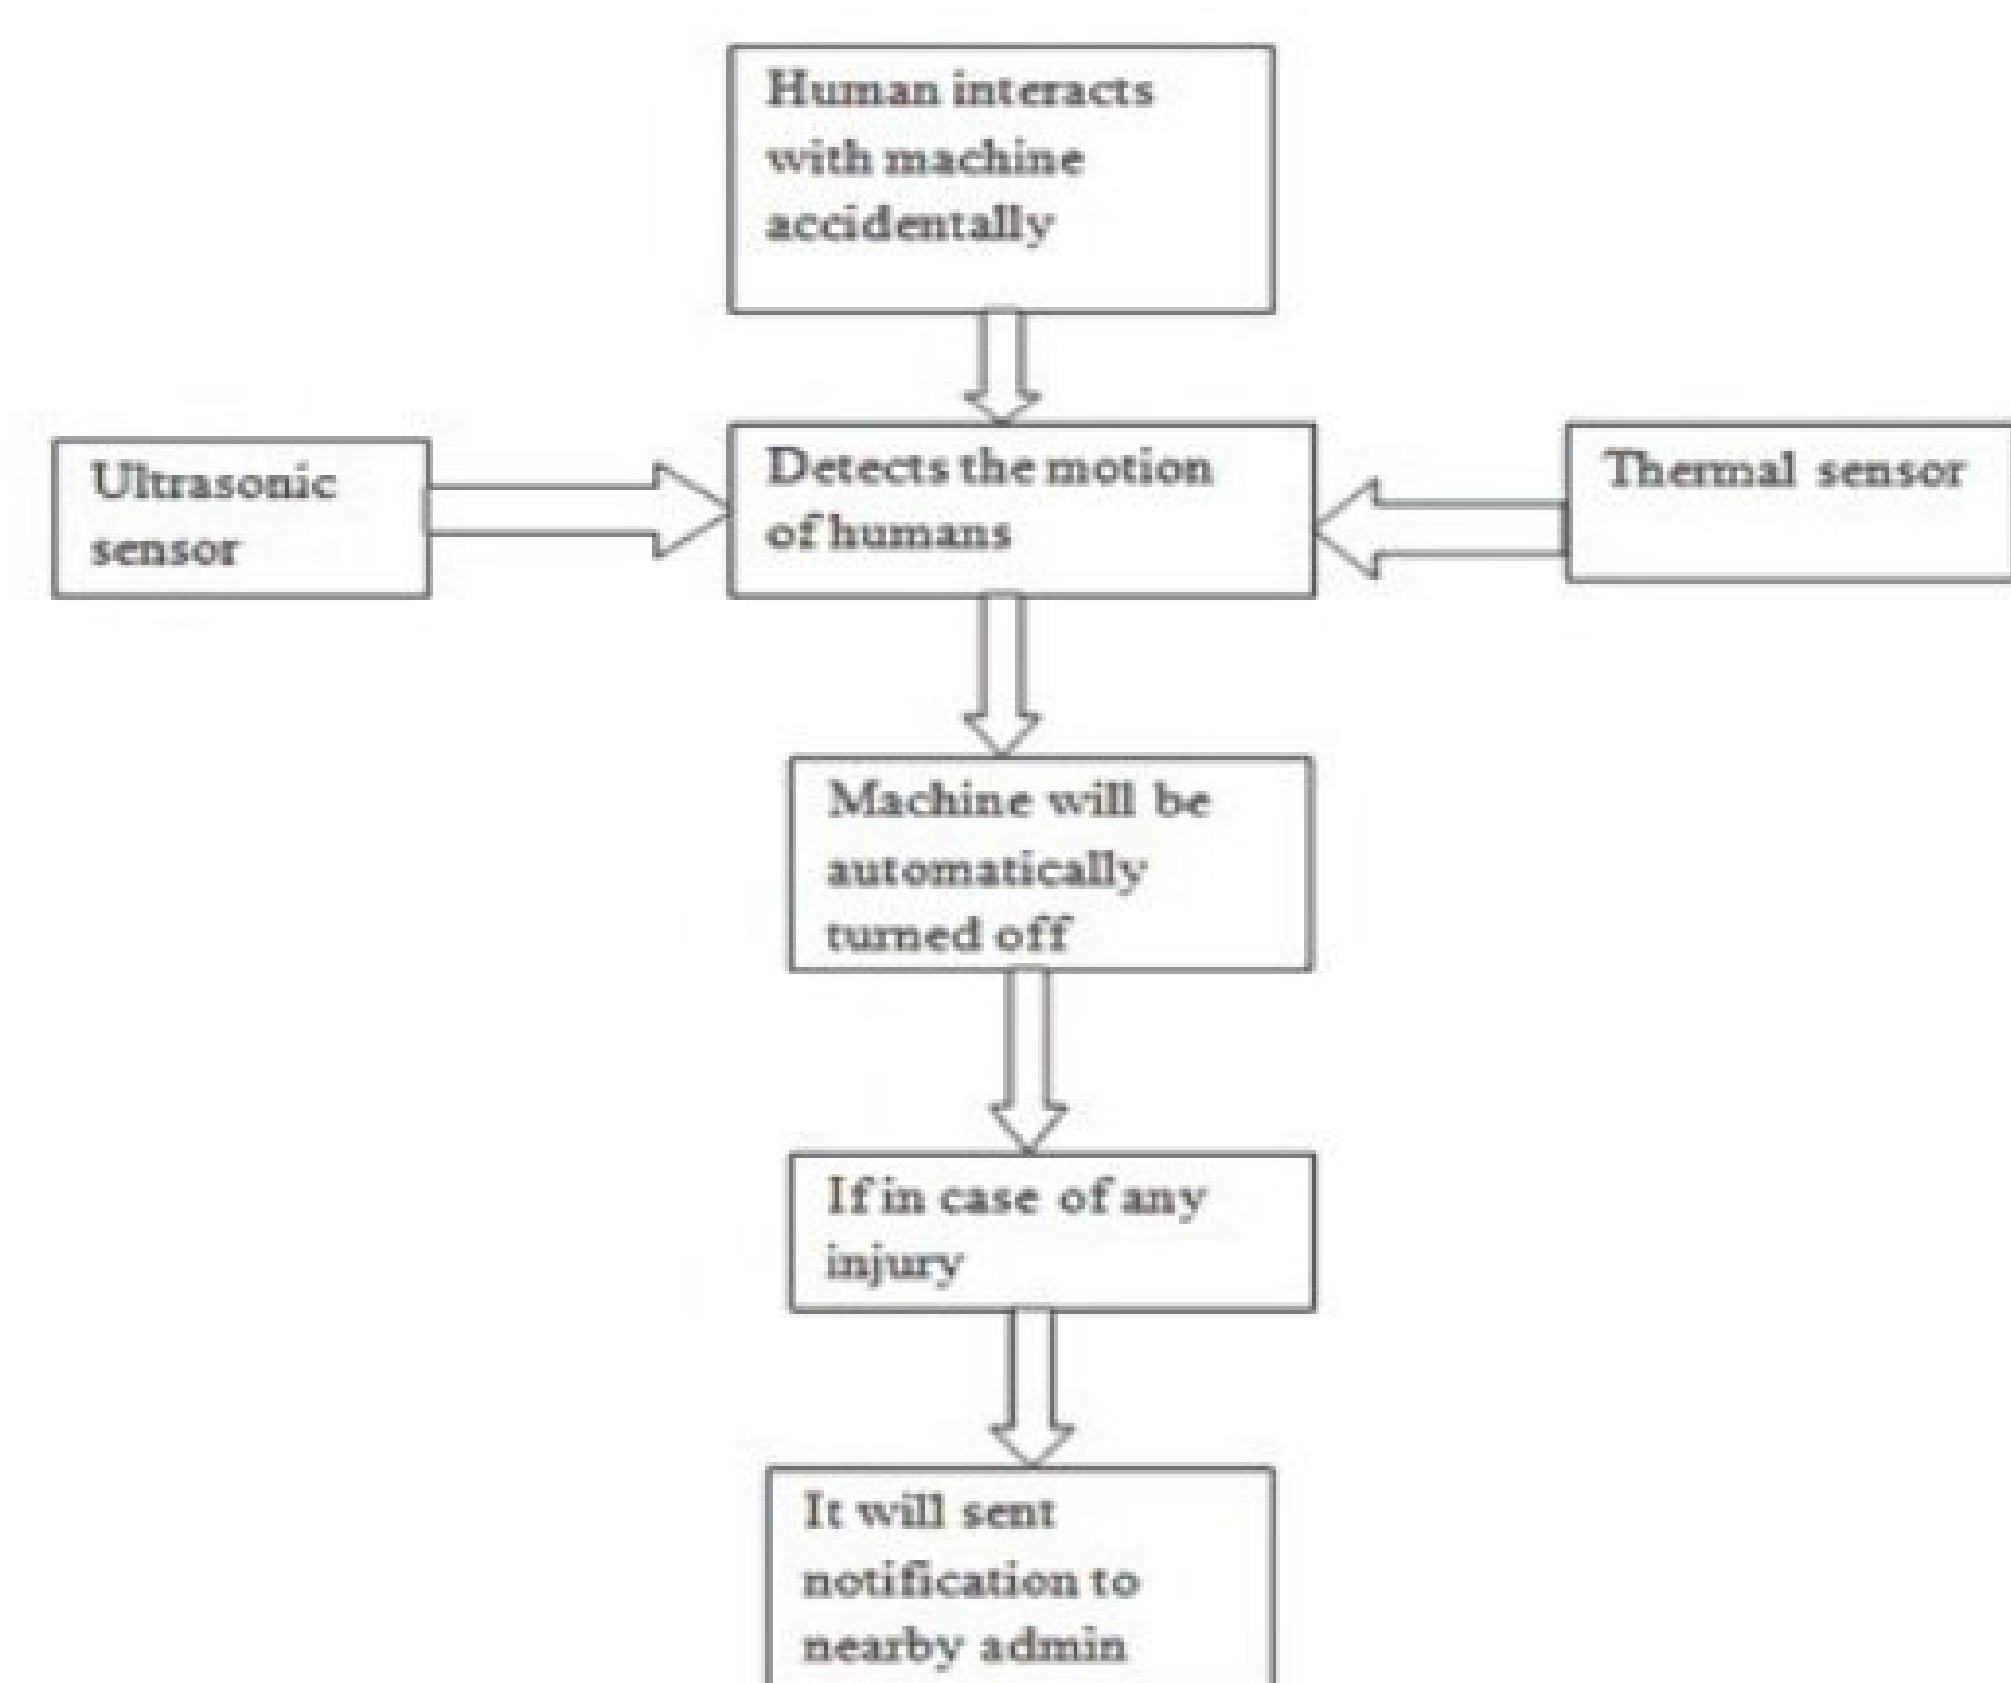 Human interacts
with machine
accidentally
Ultrasonic
sensor
Detects the motion
of humans
Thermal sensor
Machine will be
automatically
turned off
If in case of any
injury
It will sent
notification to
nearby admin